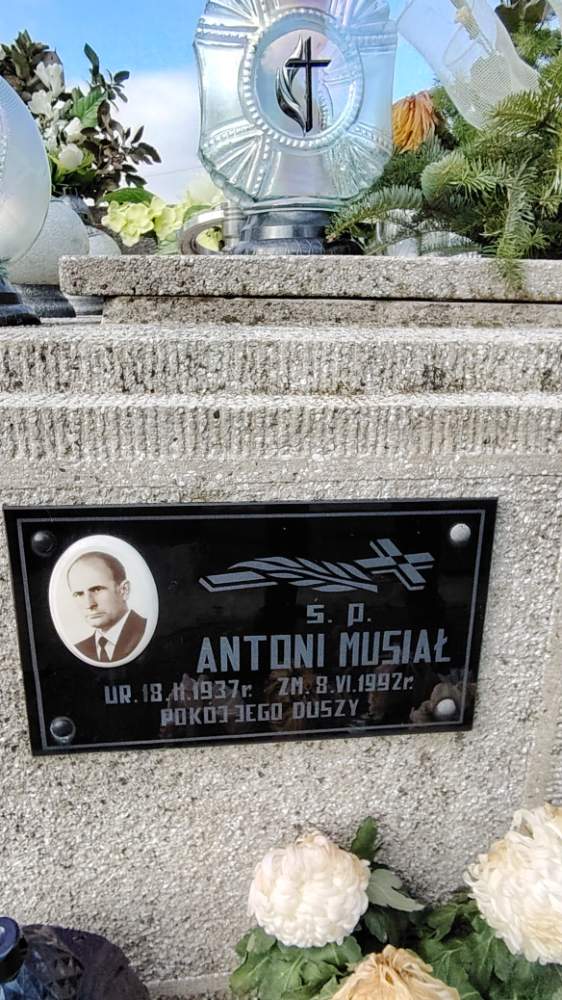 Ś. P.
ANTONI MUSIAŁ
UR. 18.II.1937r. ZM. 8.VI.1992r.
POKÓJ JEGO DUSZY